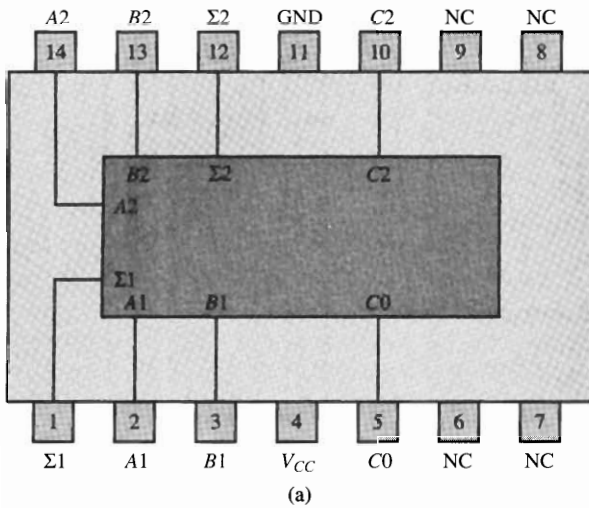 A2 B2 Σ2 GND C2 NC NC
14 13 12 11 10 9 8
B2 Σ2 C2
A2
Σ1
A1 B1 C0
1 2 3 4 5 6 7
Σ1 A1 B1 VCC C0 NC NC
(a)